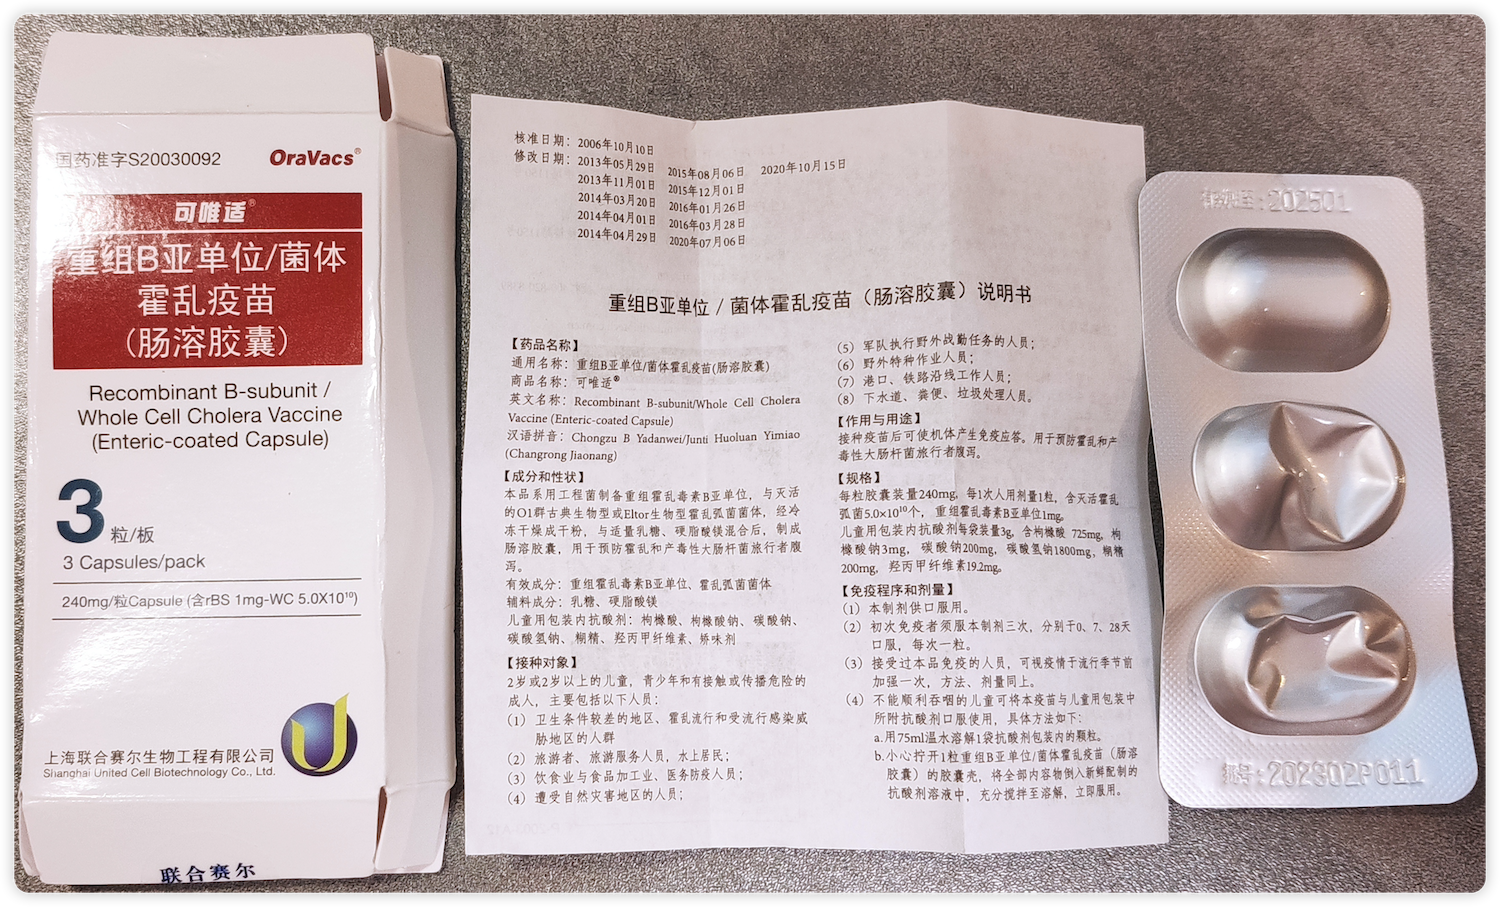 国药准字S20030092
OraVacs®
可唯适®
重组B亚单位/菌体
霍乱疫苗
（肠溶胶囊）
Recombinant B-subunit /
Whole Cell Cholera Vaccine
(Enteric-coated Capsule)
3粒/板
3 Capsules/pack
240mg/粒Capsule (含rBS 1mg-WC 5.0X10¹⁰)
上海联合赛尔生物工程有限公司
Shanghai United Cell Biotechnology Co., Ltd.
联合赛尔
核准日期：2006年10月10日
修改日期：2013年05月29日 2015年08月06日 2020年10月15日
2013年11月01日 2015年12月01日
2014年03月20日 2016年01月26日
2014年04月01日 2016年03月28日
2014年04月29日 2020年07月06日
重组B亚单位／菌体霍乱疫苗（肠溶胶囊）说明书
【药品名称】
通用名称：重组B亚单位/菌体霍乱疫苗(肠溶胶囊)
商品名称：可唯适®
英文名称：Recombinant B-subunit/Whole Cell Cholera
Vaccine (Enteric-coated Capsule)
汉语拼音：Chongzu B Yadanwei/Junti Huoluan Yimiao
(Changrong Jiaonang)
【成分和性状】
本品系用工程菌制备重组霍乱毒素B亚单位，与灭活
的O1群古典生物型或Eltor生物型霍乱弧菌菌体，经冷
冻干燥成干粉，与适量乳糖、硬脂酸镁混合后，制成
肠溶胶囊，用于预防霍乱和产毒性大肠杆菌旅行者腹
泻。
有效成分：重组霍乱毒素B亚单位、霍乱弧菌菌体
辅料成分：乳糖、硬脂酸镁
儿童用包装内抗酸剂：枸橼酸、枸橼酸钠、碳酸钠、
碳酸氢钠、糊精、羟丙甲纤维素、矫味剂
【接种对象】
2岁或2岁以上的儿童，青少年和有接触或传播危险的
成人，主要包括以下人员：
（1）卫生条件较差的地区、霍乱流行和受流行感染威
胁地区的人群
（2）旅游者、旅游服务人员，水上居民；
（3）饮食业与食品加工业、医务防疫人员；
（4）遭受自然灾害地区的人员；
（5）军队执行野外战勤任务的人员；
（6）野外特种作业人员；
（7）港口、铁路沿线工作人员；
（8）下水道、粪便、垃圾处理人员。
【作用与用途】
接种疫苗后可使机体产生免疫应答。用于预防霍乱和产
毒性大肠杆菌旅行者腹泻。
【规格】
每粒胶囊装量240mg，每1次人用剂量1粒，含灭活霍乱
弧菌5.0×10¹⁰个，重组霍乱毒素B亚单位1mg。
儿童用包装内抗酸剂每袋装量3g，含枸橼酸 725mg，枸
橼酸钠3mg，碳酸钠200mg，碳酸氢钠1800mg，糊精
200mg，羟丙甲纤维素19.2mg。
【免疫程序和剂量】
（1）本制剂供口服用。
（2）初次免疫者须服本制剂三次，分别于0、7、28天
口服，每次一粒。
（3）接受过本品免疫的人员，可视疫情于流行季节前
加强一次，方法、剂量同上。
（4）不能顺利吞咽的儿童可将本疫苗与儿童用包装中
所附抗酸剂口服使用，具体方法如下：
a.用75ml温水溶解1袋抗酸剂包装内的颗粒。
b.小心拧开1粒重组B亚单位/菌体霍乱疫苗（肠溶
胶囊）的胶囊壳，将全部内容物倒入新鲜配制的
抗酸剂溶液中，充分搅拌至溶解，立即服用。
:202501
批号:202302P011